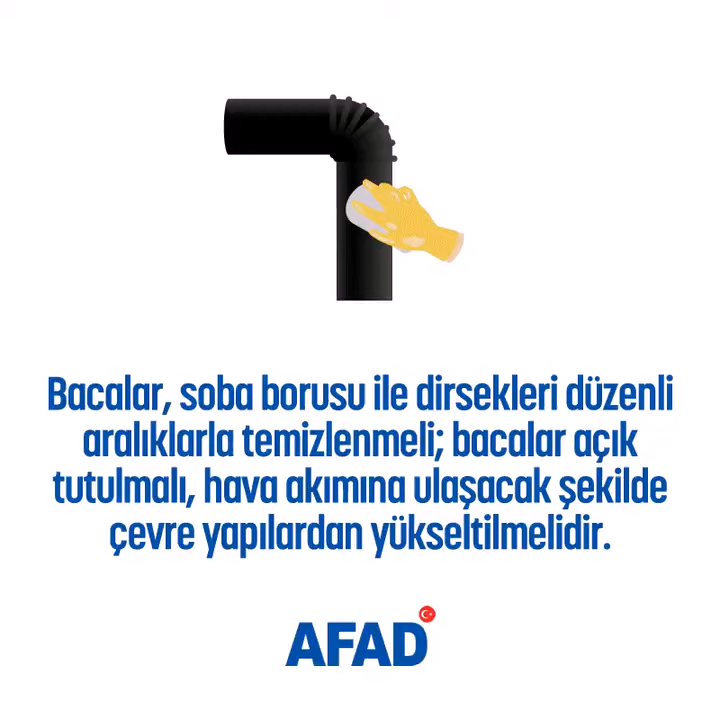 Bacalar, soba borusu ile dirsekleri düzenli
aralıklarla temizlenmeli; bacalar açık
tutulmalı, hava akımına ulaşacak şekilde
çevre yapılardan yükseltilmelidir.
AFAD